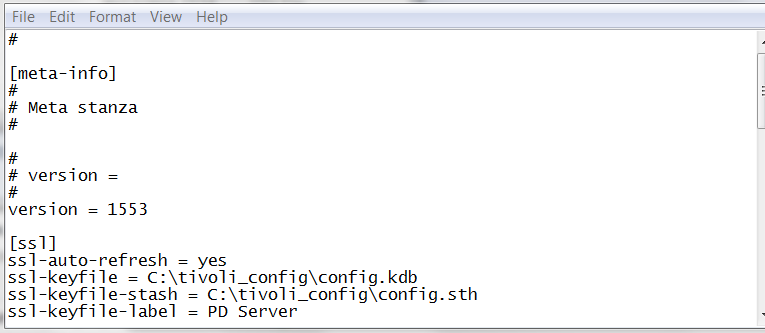 File Edit Format View Help
#
[meta-info]
#
# Meta stanza
#
#
# version =
#
version = 1553
[ssl]
ssl-auto-refresh = yes
ssl-keyfile = C:\tivoli_config\config.kdb
ssl-keyfile-stash = C:\tivoli_config\config.sth
ssl-keyfile-label = PD Server